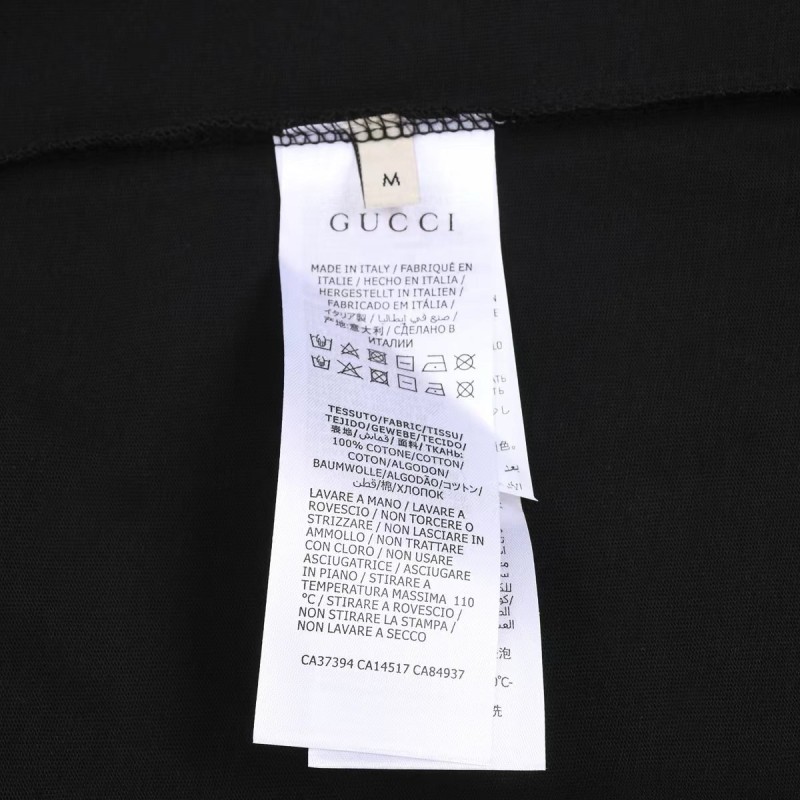 M
GUCCI
MADE IN ITALY / FABRIQUÉ EN
ITALIE / HECHO EN ITALIA /
HERGESTELLT IN ITALIEN /
FABRICADO EM ITÁLIA /
イタリア製 / صنع في إيطاليا /
产地:意大利 / СДЕЛАНО В
ИТАЛИИ
TESSUTO/FABRIC/TISSU/
TEJIDO/GEWEBE/TECIDO/
表地/قماش/面料/ТКАНЬ:
100% COTONE/COTTON/
COTON/ALGODON/
BAUMWOLLE/ALGODÃO/コットン/
قطن/棉/ХЛОПОК
LAVARE A MANO / LAVARE A
ROVESCIO / NON TORCERE O
STRIZZARE / NON LASCIARE IN
AMMOLLO / NON TRATTARE
CON CLORO / NON USARE
ASCIUGATRICE / ASCIUGARE
IN PIANO / STIRARE A
TEMPERATURA MASSIMA 110
°C / STIRARE A ROVESCIO /
NON STIRARE LA STAMPA /
NON LAVARE A SECCO
CA37394 CA14517 CA84937